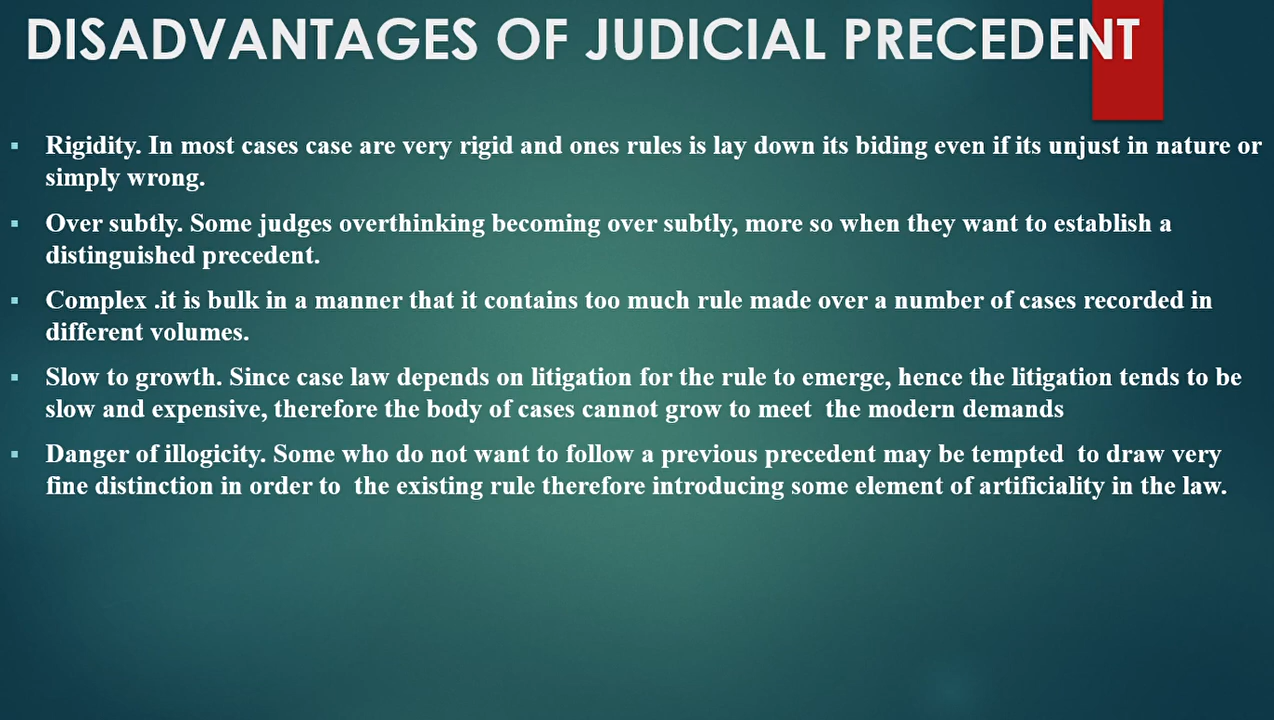 DISADVANTAGES OF JUDICIAL PRECEDENT
Rigidity. In most cases case are very rigid and ones rules is lay down its biding even if its unjust in nature or
simply wrong.
Over subtly. Some judges overthinking becoming over subtly, more so when they want to establish a
distinguished precedent.
Complex .it is bulk in a manner that it contains too much rule made over a number of cases recorded in
different volumes.
Slow to growth. Since case law depends on litigation for the rule to emerge, hence the litigation tends to be
slow and expensive, therefore the body of cases cannot grow to meet  the modern demands
Danger of illogicity. Some who do not want to follow a previous precedent may be tempted  to draw very
fine distinction in order to  the existing rule therefore introducing some element of artificiality in the law.